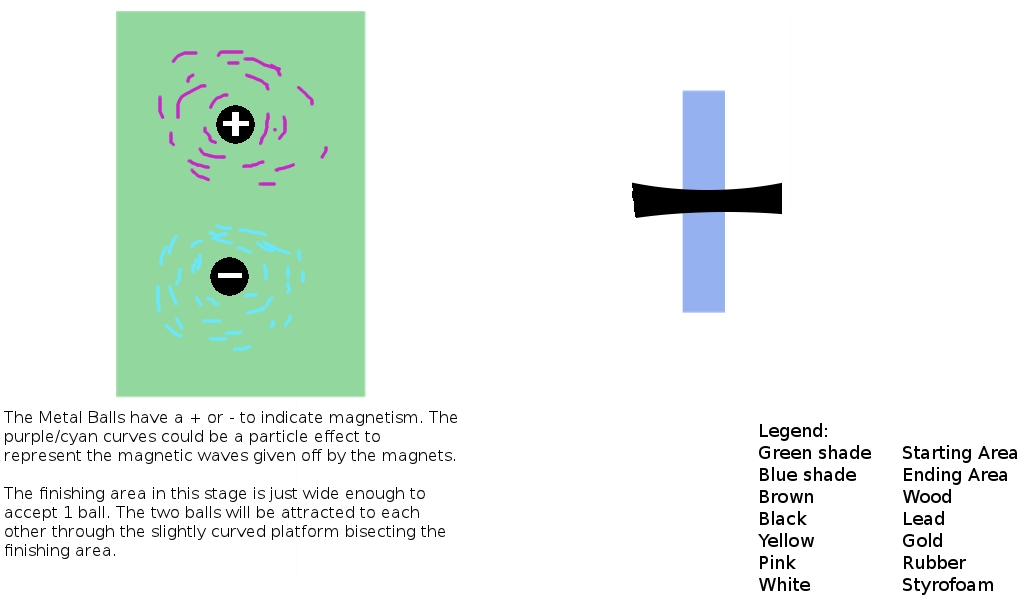 +
−
The Metal Balls have a + or - to indicate magnetism. The
purple/cyan curves could be a particle effect to
represent the magnetic waves given off by the magnets.
The finishing area in this stage is just wide enough to
accept 1 ball. The two balls will be attracted to each
other through the slightly curved platform bisecting the
finishing area.
Legend:
Green shade Starting Area
Blue shade Ending Area
Brown Wood
Black Lead
Yellow Gold
Pink Rubber
White Styrofoam